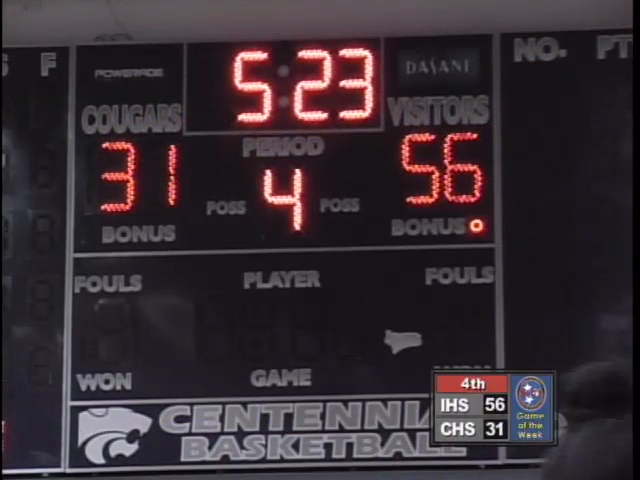 S F POWERADE 5:23 DASANI NO. PT
COUGARS VISITORS
31 PERIOD 56
POSS 4 POSS
BONUS BONUS
FOULS PLAYER FOULS
WON GAME
CENTENNI
BASKETBALL
4th
IHS 56
CHS 31
Game
of the
Week